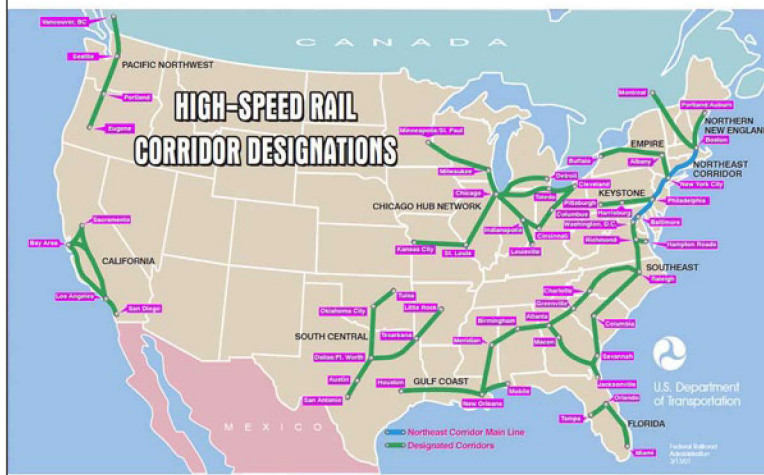 CANADA
Vancouver, BC
Seattle
PACIFIC NORTHWEST
Portland
Eugene
HIGH-SPEED RAIL
CORRIDOR DESIGNATIONS
Montreal
Portland/Auburn
NORTHERN
NEW ENGLAND
Boston
EMPIRE
Buffalo
Albany
NORTHEAST
CORRIDOR
New York City
Minneapolis/St. Paul
Milwaukee
Chicago
Detroit
Toledo
Cleveland
CHICAGO HUB NETWORK
KEYSTONE
Pittsburgh
Harrisburg
Philadelphia
Columbus
Washington, D.C.
Baltimore
Indianapolis
Cincinnati
Louisville
Kansas City
St. Louis
Richmond
Hampton Roads
Sacramento
Bay Area
CALIFORNIA
Los Angeles
San Diego
SOUTHEAST
Raleigh
Charlotte
Greenville
Atlanta
Columbia
Birmingham
Macon
Meridian
Savannah
Jacksonville
Tulsa
Oklahoma City
Little Rock
SOUTH CENTRAL
Texarkana
Dallas/Ft. Worth
Austin
San Antonio
Houston
GULF COAST
Mobile
New Orleans
Orlando
Tampa
FLORIDA
Miami
MEXICO
Northeast Corridor Main Line
Designated Corridors
U.S. Department
of Transportation
Federal Railroad
Administration